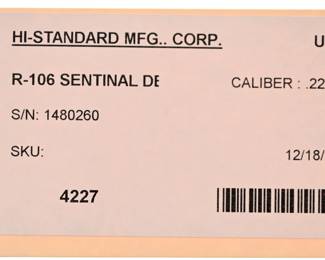 HI-STANDARD MFG.. CORP. U
R-106 SENTINAL DE CALIBER : .22
S/N: 1480260
SKU: 12/18/
4227